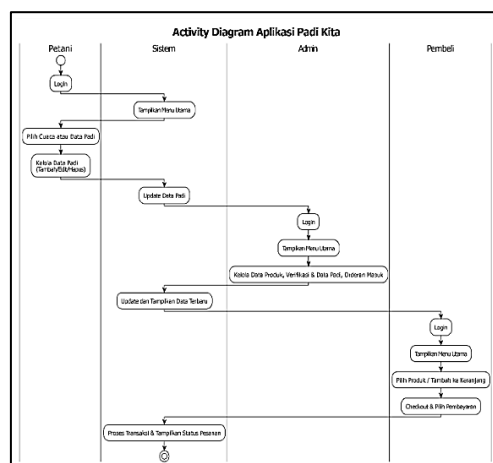 Activity Diagram Aplikasi Padi Kita
Petani
Sistem
Admin
Pembeli
Login
Tampilkan Menu Utama
Pilih Cuaca atau Data Padi
Kelola Data Padi
(Tambah/Edit/Hapus)
Update Data Padi
Login
Tampilkan Menu Utama
Kelola Data Produk, Verifikasi & Data Padi, Orderan Masuk
Update dan Tampilkan Data Terbaru
Login
Tampilkan Menu Utama
Pilih Produk / Tambah ke Keranjang
Checkout & Pilih Pembayaran
Proses Transaksi & Tampilkan Status Pesanan